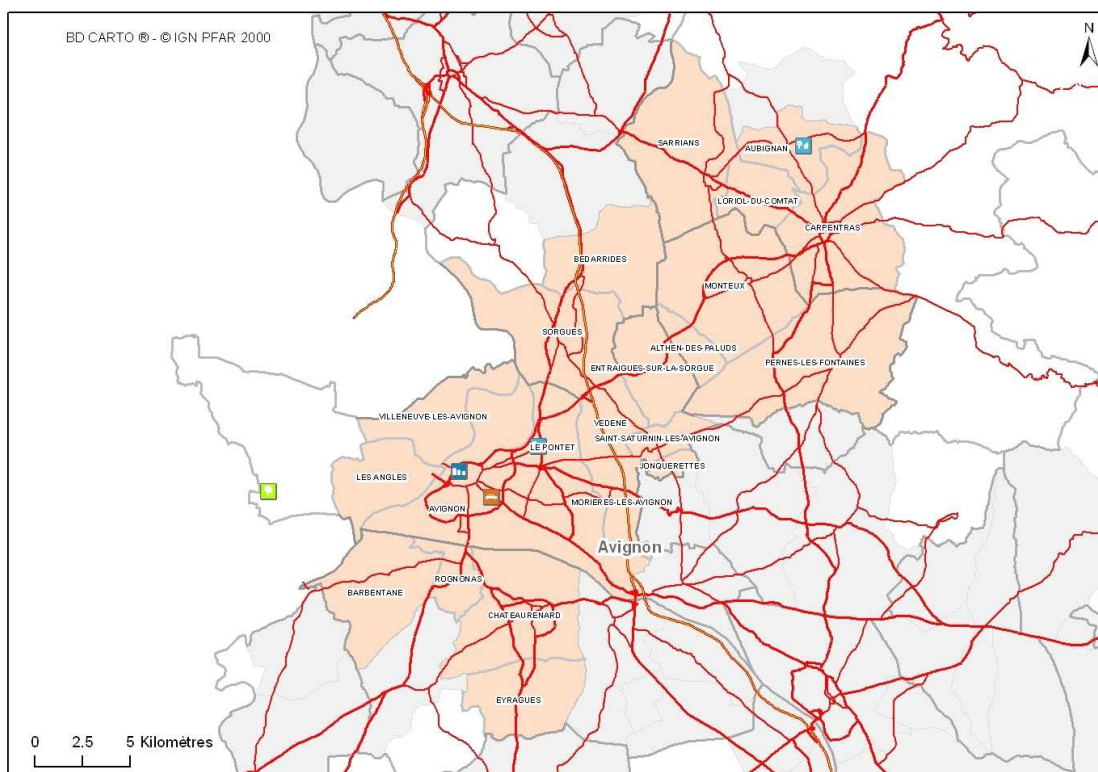 BD CARTO ® - © IGN PFAR 2000
N
SARRIANS
AUBIGNAN
LORIOL-DU-COMTAT
CARPENTRAS
BEDARRIDES
MONTEUX
SORGUES
ALTHEN-DES-PALUDS
PERNES-LES-FONTAINES
ENTRAIGUES-SUR-LA-SORGUE
VILLENEUVE-LES-AVIGNON
VEDENE
SAINT-SATURNIN-LES-AVIGNON
LE PONTET
JONQUERETTES
LES ANGLES
MORIERES-LES-AVIGNON
AVIGNON
Avignon
ROGNONAS
BARBENTANE
CHATEAURENARD
EYRAGUES
0 2.5 5 Kilomètres